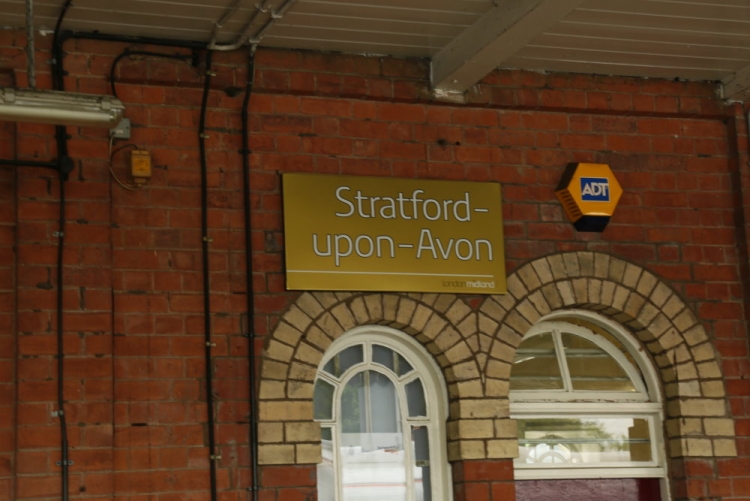 Stratford-
upon-Avon
london midland
ADT